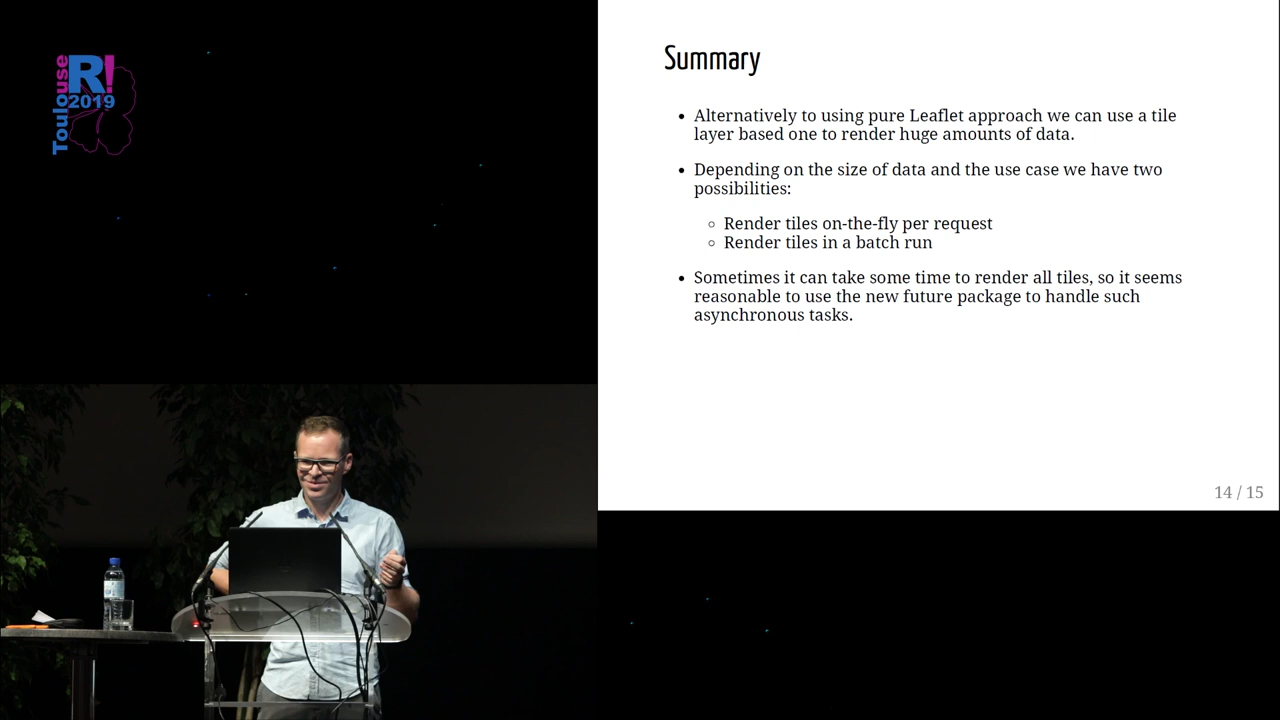 Toulouse
R!
2019
Summary
• Alternatively to using pure Leaflet approach we can use a tile
layer based one to render huge amounts of data.
• Depending on the size of data and the use case we have two
possibilities:
◦ Render tiles on-the-fly per request
◦ Render tiles in a batch run
• Sometimes it can take some time to render all tiles, so it seems
reasonable to use the new future package to handle such
asynchronous tasks.
14 / 15